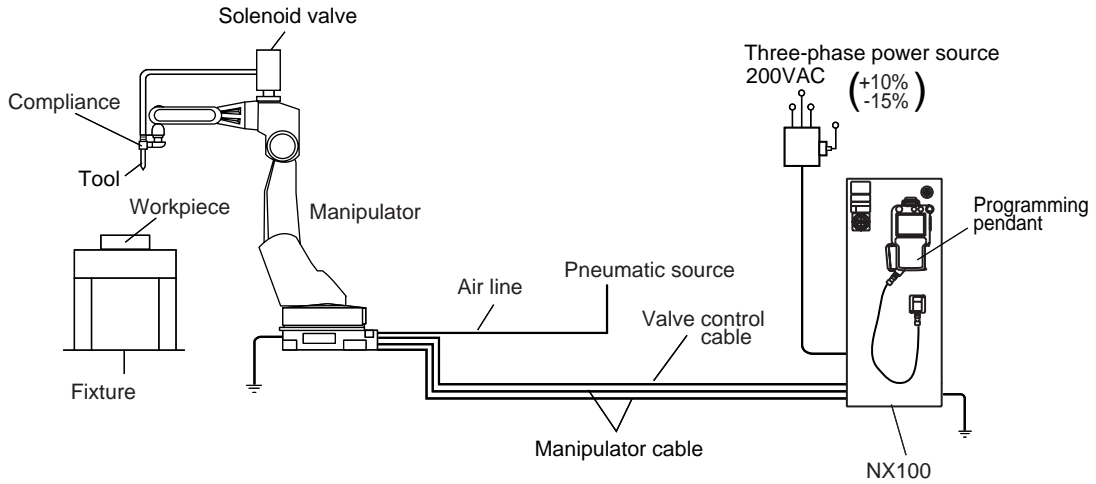 Solenoid valve
Three-phase power source
200VAC (+10%
-15%)
Compliance
Tool
Workpiece
Manipulator
Programming
pendant
Pneumatic source
Air line
Valve control
cable
Fixture
Manipulator cable
NX100